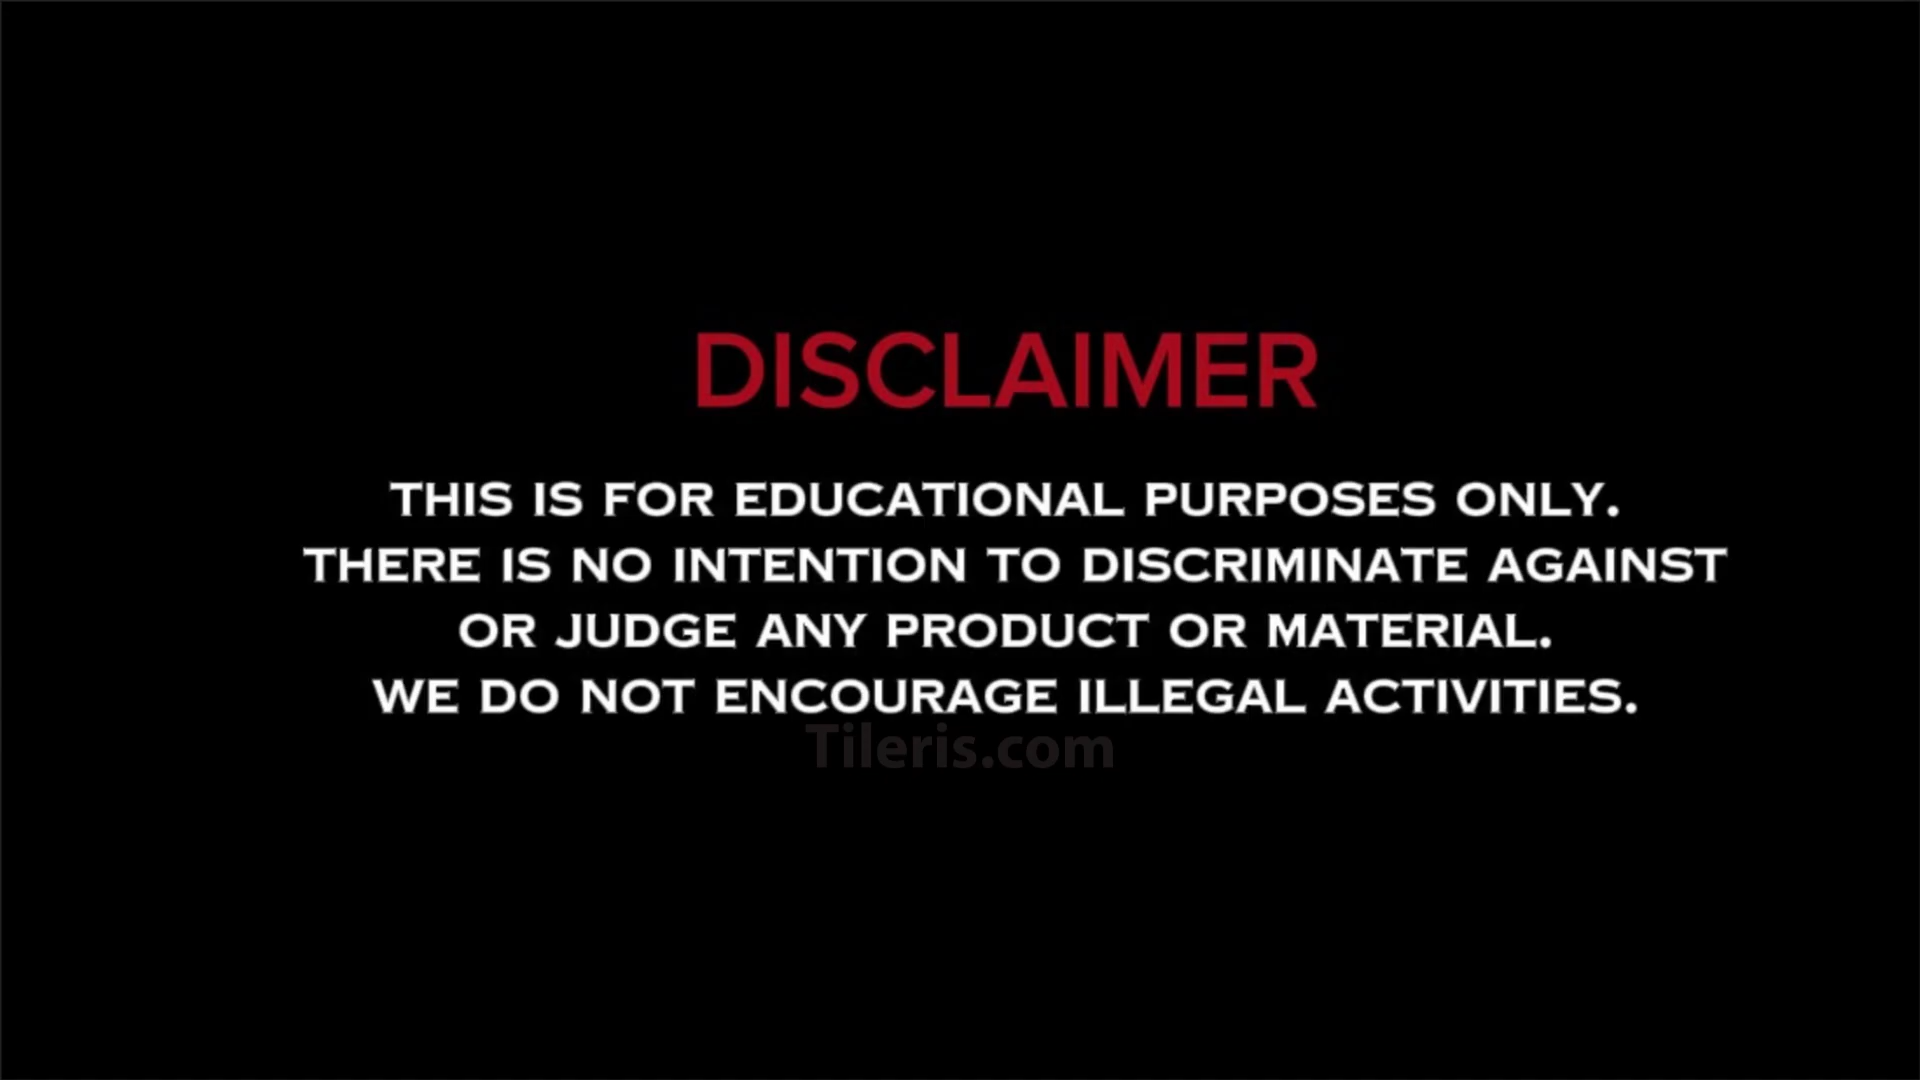 DISCLAIMER
THIS IS FOR EDUCATIONAL PURPOSES ONLY.
THERE IS NO INTENTION TO DISCRIMINATE AGAINST
OR JUDGE ANY PRODUCT OR MATERIAL.
WE DO NOT ENCOURAGE ILLEGAL ACTIVITIES.
Tileris.com